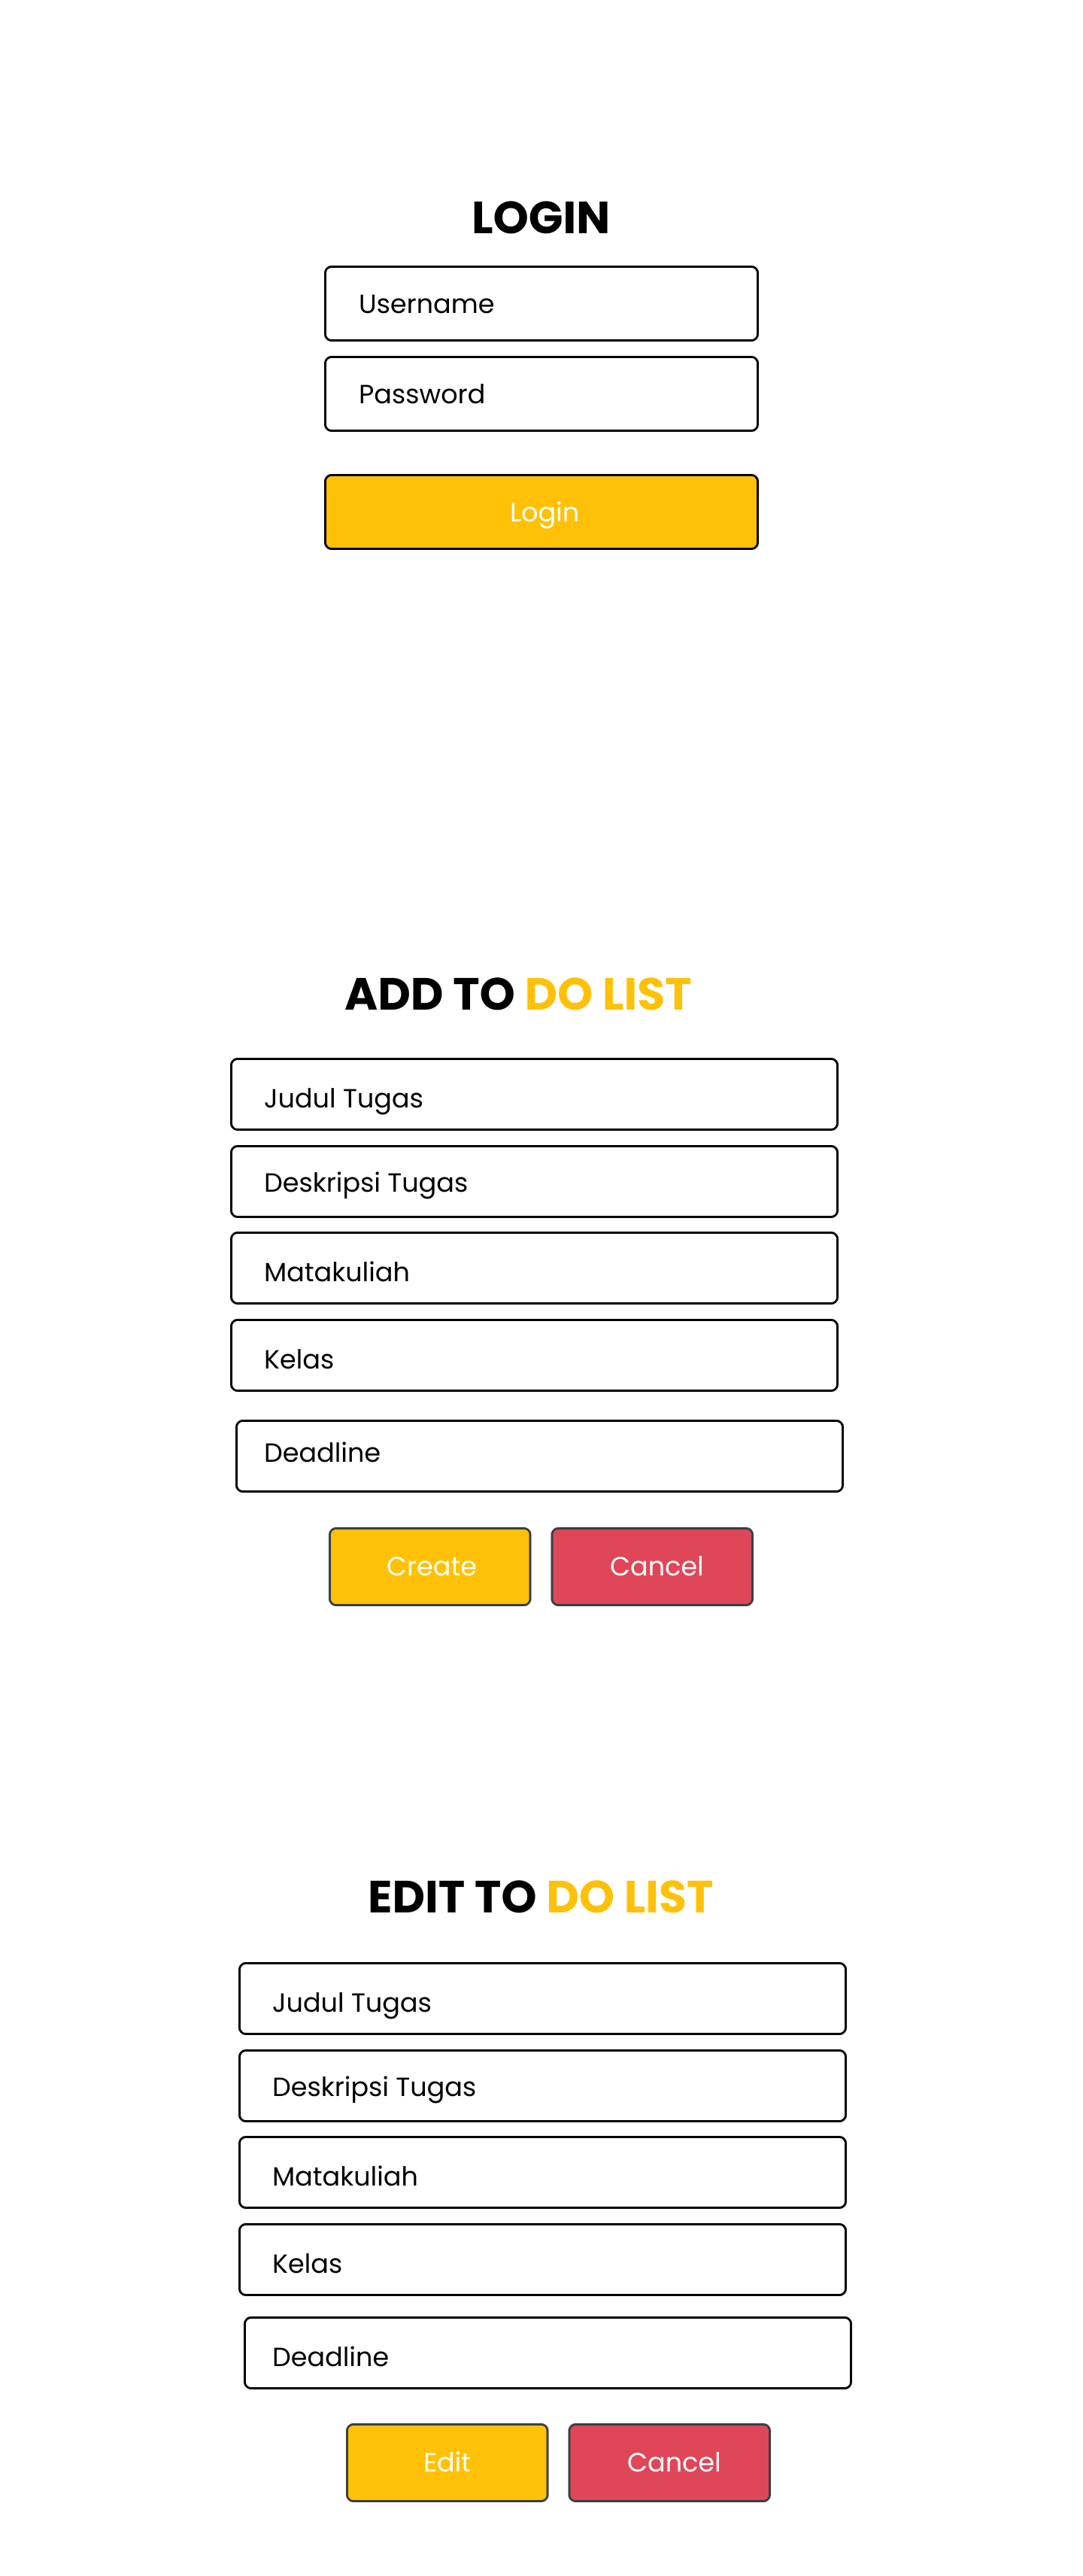 LOGIN
Username
Password
Login
ADD TO DO LIST
Judul Tugas
Deskripsi Tugas
Matakuliah
Kelas
Deadline
Create Cancel
EDIT TO DO LIST
Judul Tugas
Deskripsi Tugas
Matakuliah
Kelas
Deadline
Edit Cancel